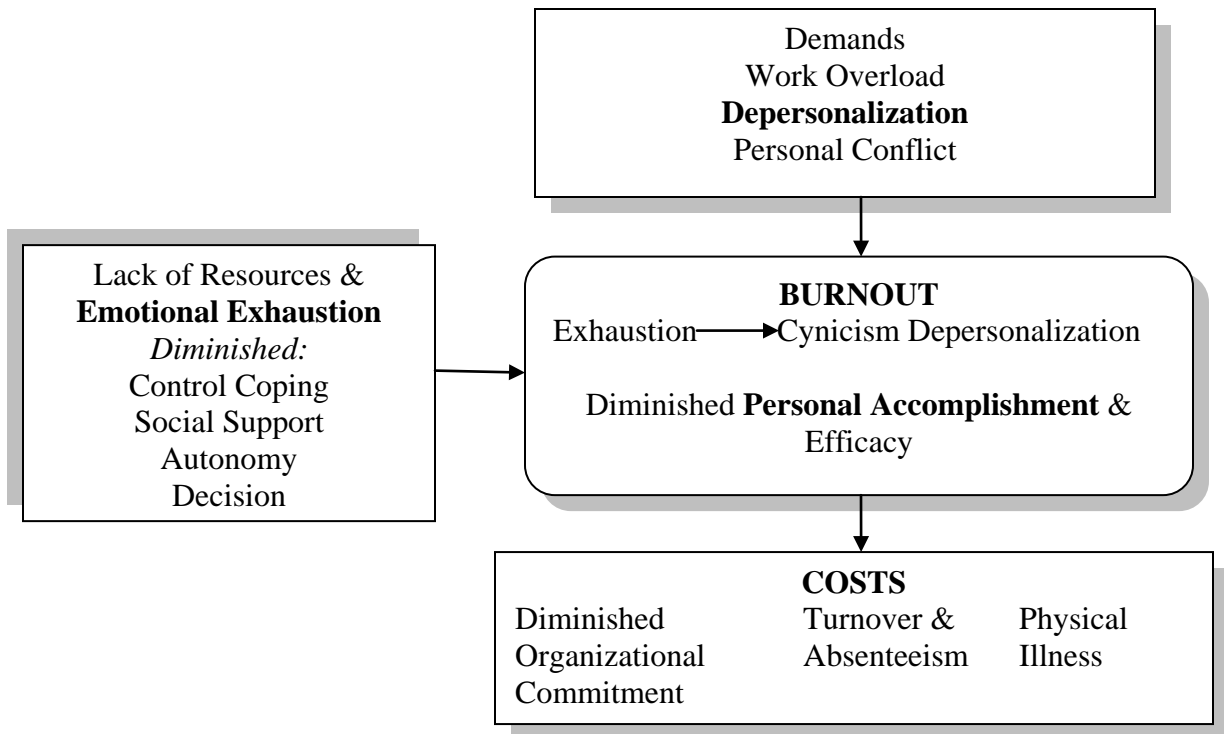 Demands
Work Overload
Depersonalization
Personal Conflict
Lack of Resources &
Emotional Exhaustion
Diminished:
Control Coping
Social Support
Autonomy
Decision
BURNOUT
Exhaustion Cynicism Depersonalization
Diminished Personal Accomplishment &
Efficacy
COSTS
Diminished
Organizational
Commitment
Turnover &
Absenteeism
Physical
Illness